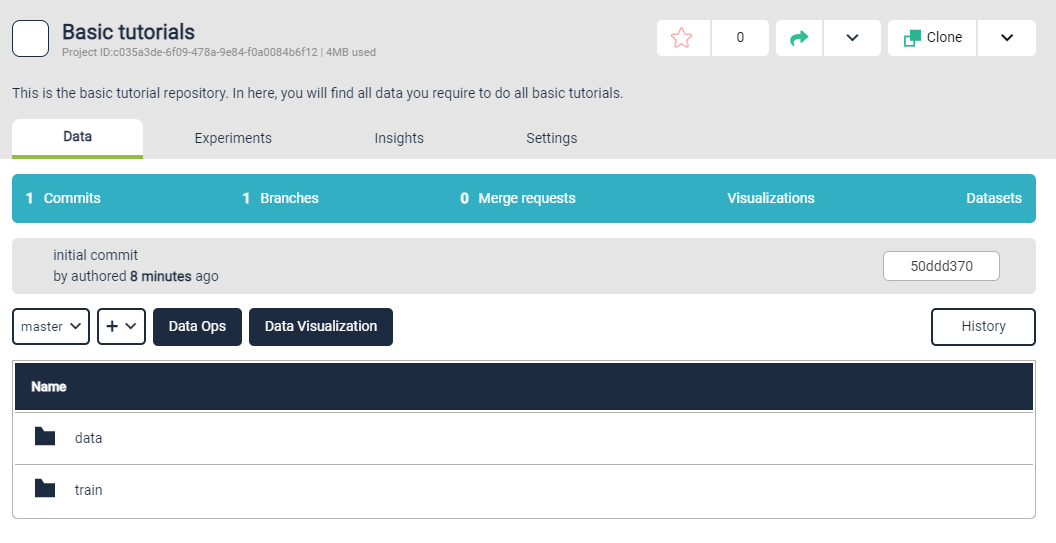 Basic tutorials
Project ID:c035a3de-6f09-478a-9e84-f0a0084b6f12 | 4MB used
0
Clone
This is the basic tutorial repository. In here, you will find all data you require to do all basic tutorials.
Data Experiments Insights Settings
1 Commits 1 Branches 0 Merge requests Visualizations Datasets
initial commit
by authored 8 minutes ago
50ddd370
master + Data Ops Data Visualization History
Name
data
train